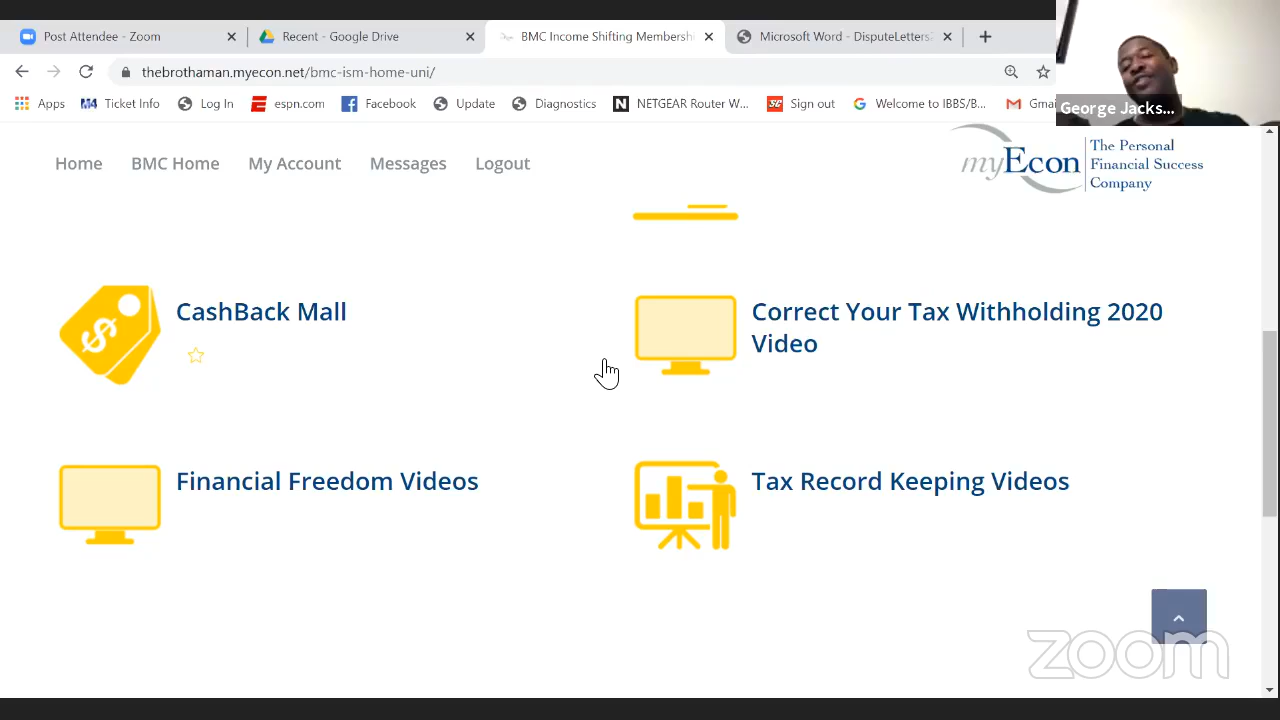 Post Attendee - Zoom
Recent - Google Drive
BMC Income Shifting Membersh
Microsoft Word - DisputeLetters
thebrothaman.myecon.net/bmc-ism-home-uni/
Apps
M4 Ticket Info
Log In
E espn.com
Facebook
Update
Diagnostics
N NETGEAR Router W...
SC Sign out
G Welcome to IBBS/B...
Gma
George Jacks...
Home
BMC Home
My Account
Messages
Logout
myEcon
The Personal
Financial Success
Company
CashBack Mall
Correct Your Tax Withholding 2020
Video
$
Financial Freedom Videos
Tax Record Keeping Videos
zoom